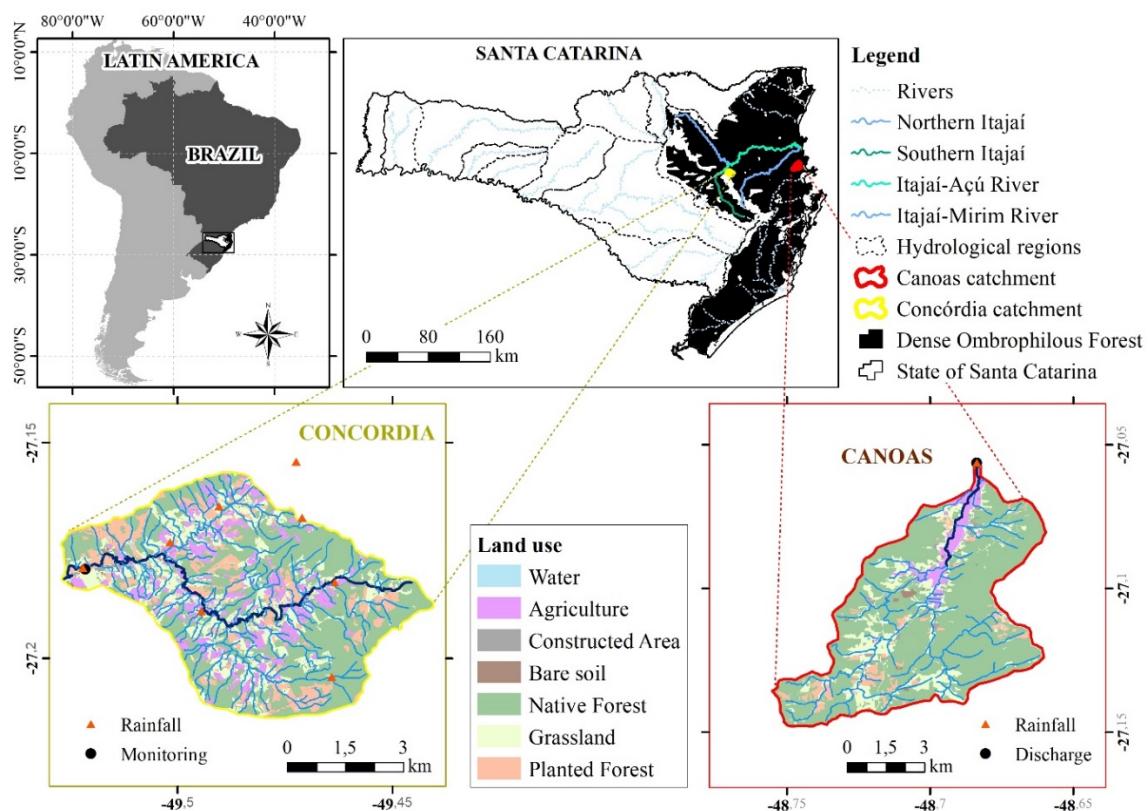 80°0'0"W 60°0'0"W 40°0'0"W
10°0'0"N
10°0'0"S
30°0'0"S
50°0'0"S
LATIN AMERICA
BRAZIL
N
W E
S
SANTA CATARINA
0 80 160
km
Legend
Rivers
Northern Itajaí
Southern Itajaí
Itajaí-Açú River
Itajaí-Mirim River
Hydrological regions
Canoas catchment
Concórdia catchment
Dense Ombrophilous Forest
State of Santa Catarina
CONCORDIA
-27,15
-27,2
Rainfall
Monitoring
0 1,5 3
km
-49,5 -49,45
Land use
Water
Agriculture
Constructed Area
Bare soil
Native Forest
Grassland
Planted Forest
CANOAS
-27,05
-27,1
-27,15
Rainfall
Discharge
0 1,5 3
km
-48,75 -48,7 -48,65